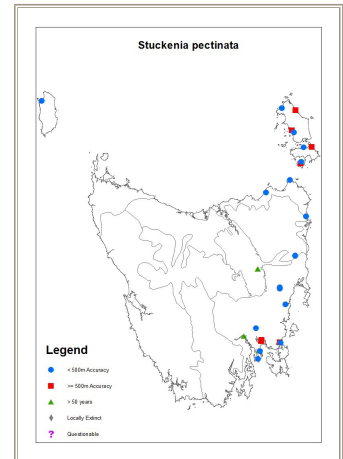 Stuckenia pectinata
Legend
< 500m Accuracy
>= 500m Accuracy
> 50 years
Locally Extinct
? Questionable